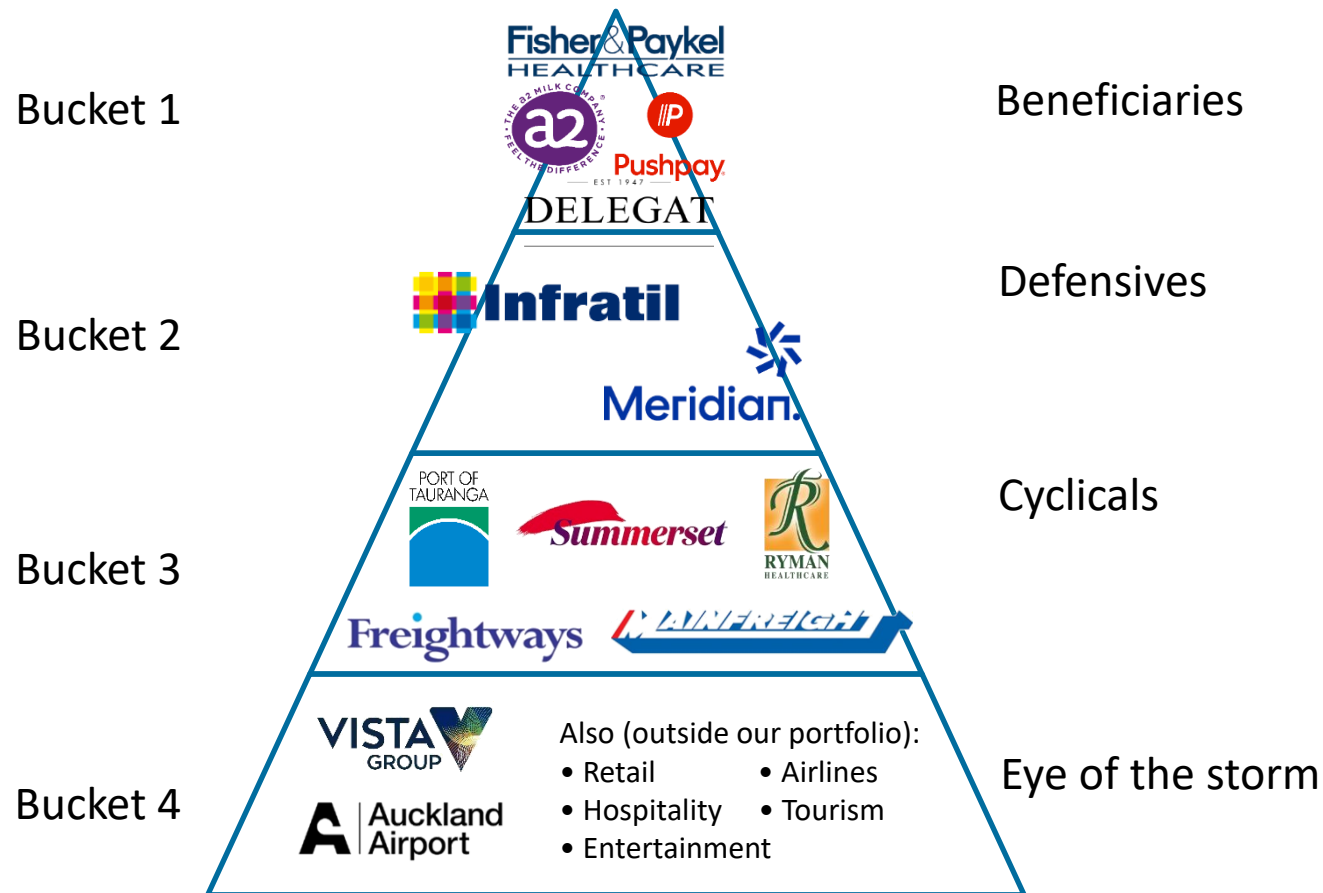 Fisher&Paykel
HEALTHCARE
Bucket 1
THE a2 MILK COMPANY
a2
®
FEEL THE DIFFERENCE
P
Pushpay
Beneficiaries
EST 1947
DELEGAT
Bucket 2
Infratil
Meridian.
Defensives
Bucket 3
PORT OF
TAURANGA
Summerset
R
RYMAN
HEALTHCARE
Freightways
MAINFREIGHT
Cyclicals
Bucket 4
VISTA
GROUP
V
A
Auckland
Airport
Also (outside our portfolio):
• Retail • Airlines
• Hospitality • Tourism
• Entertainment
Eye of the storm